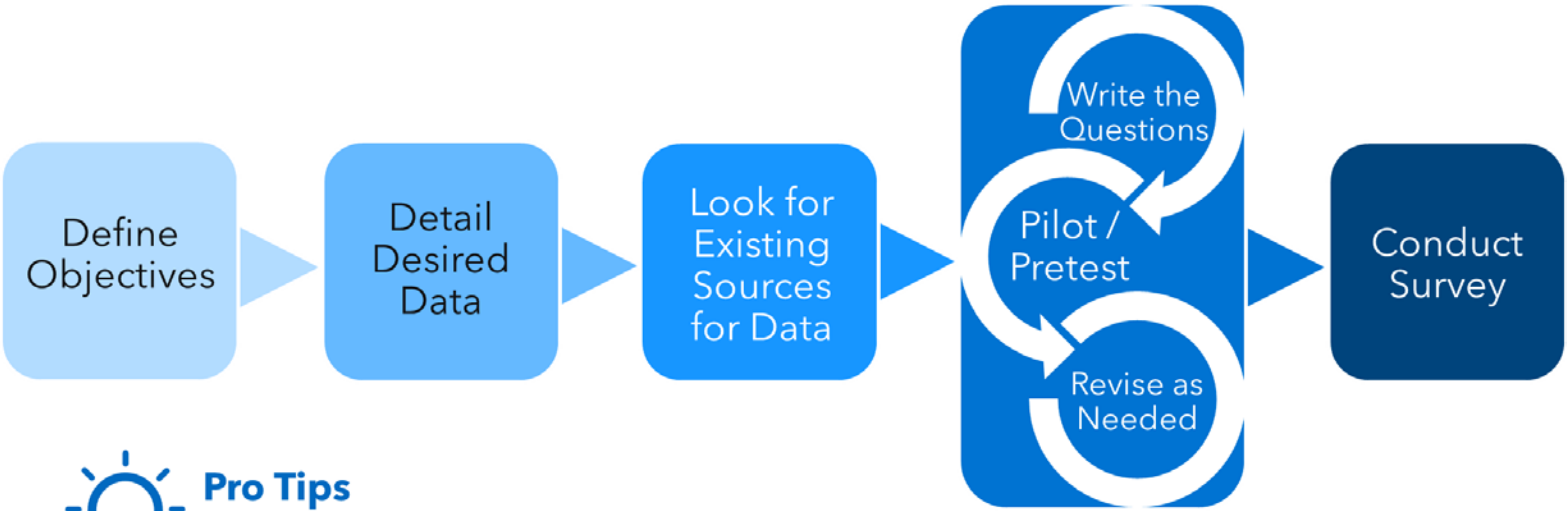 Define
Objectives
Detail
Desired
Data
Look for
Existing
Sources
for Data
Write the
Questions
Pilot /
Pretest
Revise as
Needed
Conduct
Survey
Pro Tips